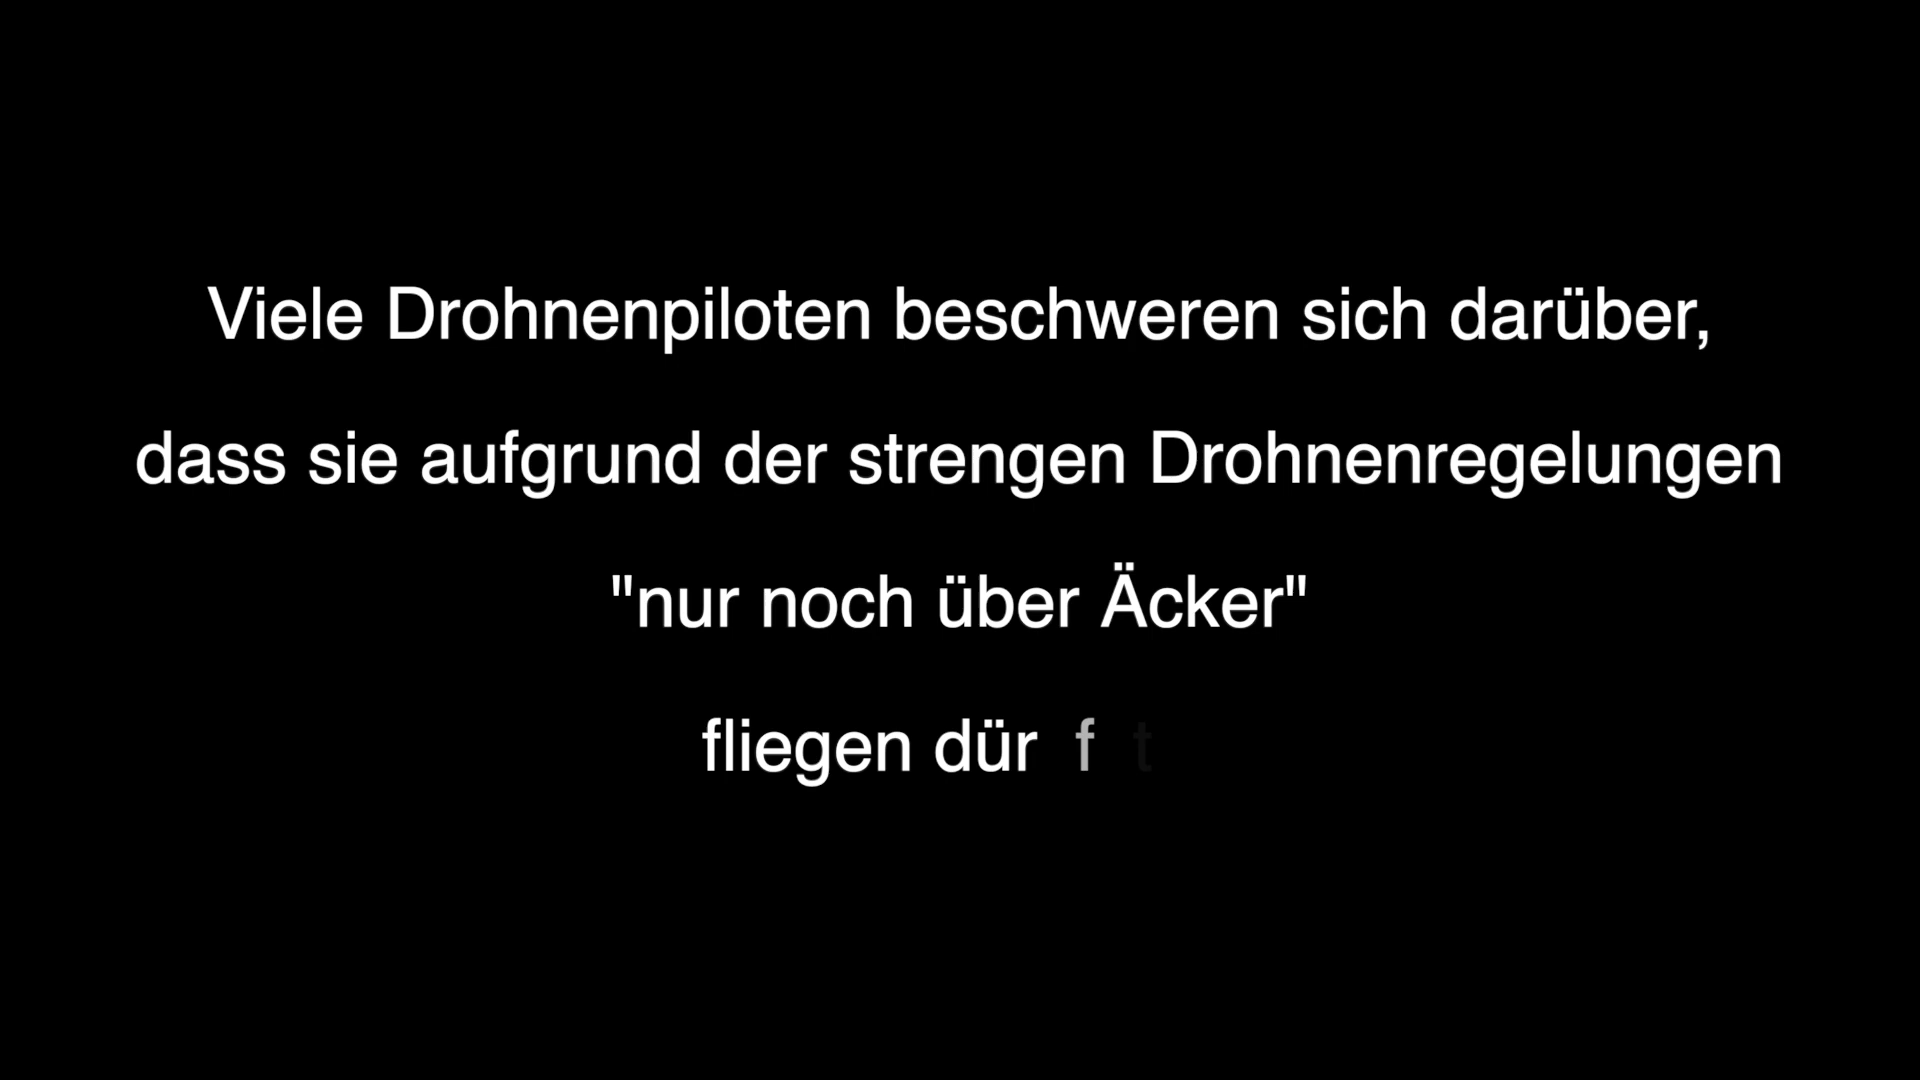 Viele Drohnenpiloten beschweren sich darüber,
dass sie aufgrund der strengen Drohnenregelungen
"nur noch über Äcker"
fliegen dür f t